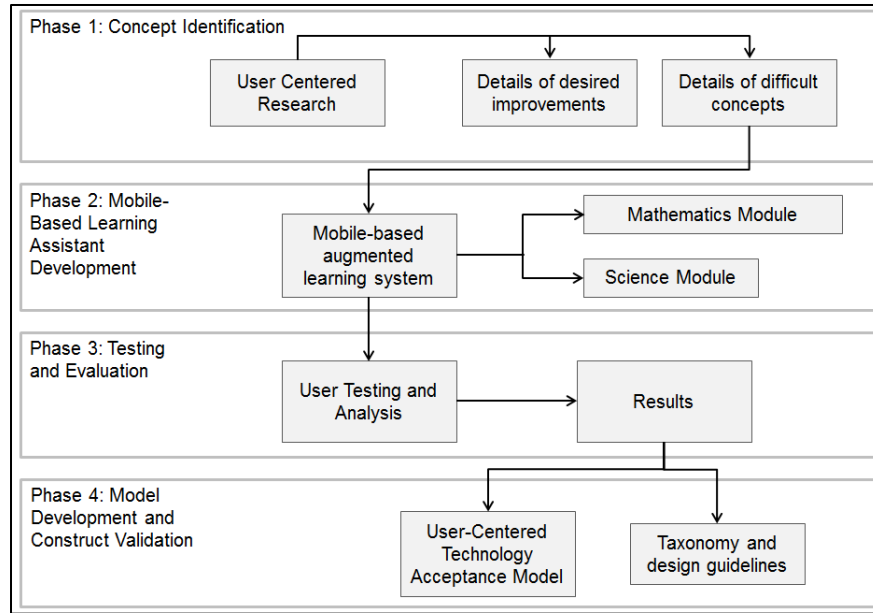 Phase 1: Concept Identification
User Centered
Research
Details of desired
improvements
Details of difficult
concepts
Phase 2: Mobile-
Based Learning
Assistant
Development
Mobile-based
augmented
learning system
Mathematics Module
Science Module
Phase 3: Testing
and Evaluation
User Testing and
Analysis
Results
Phase 4: Model
Development and
Construct Validation
User-Centered
Technology
Acceptance Model
Taxonomy and
design guidelines